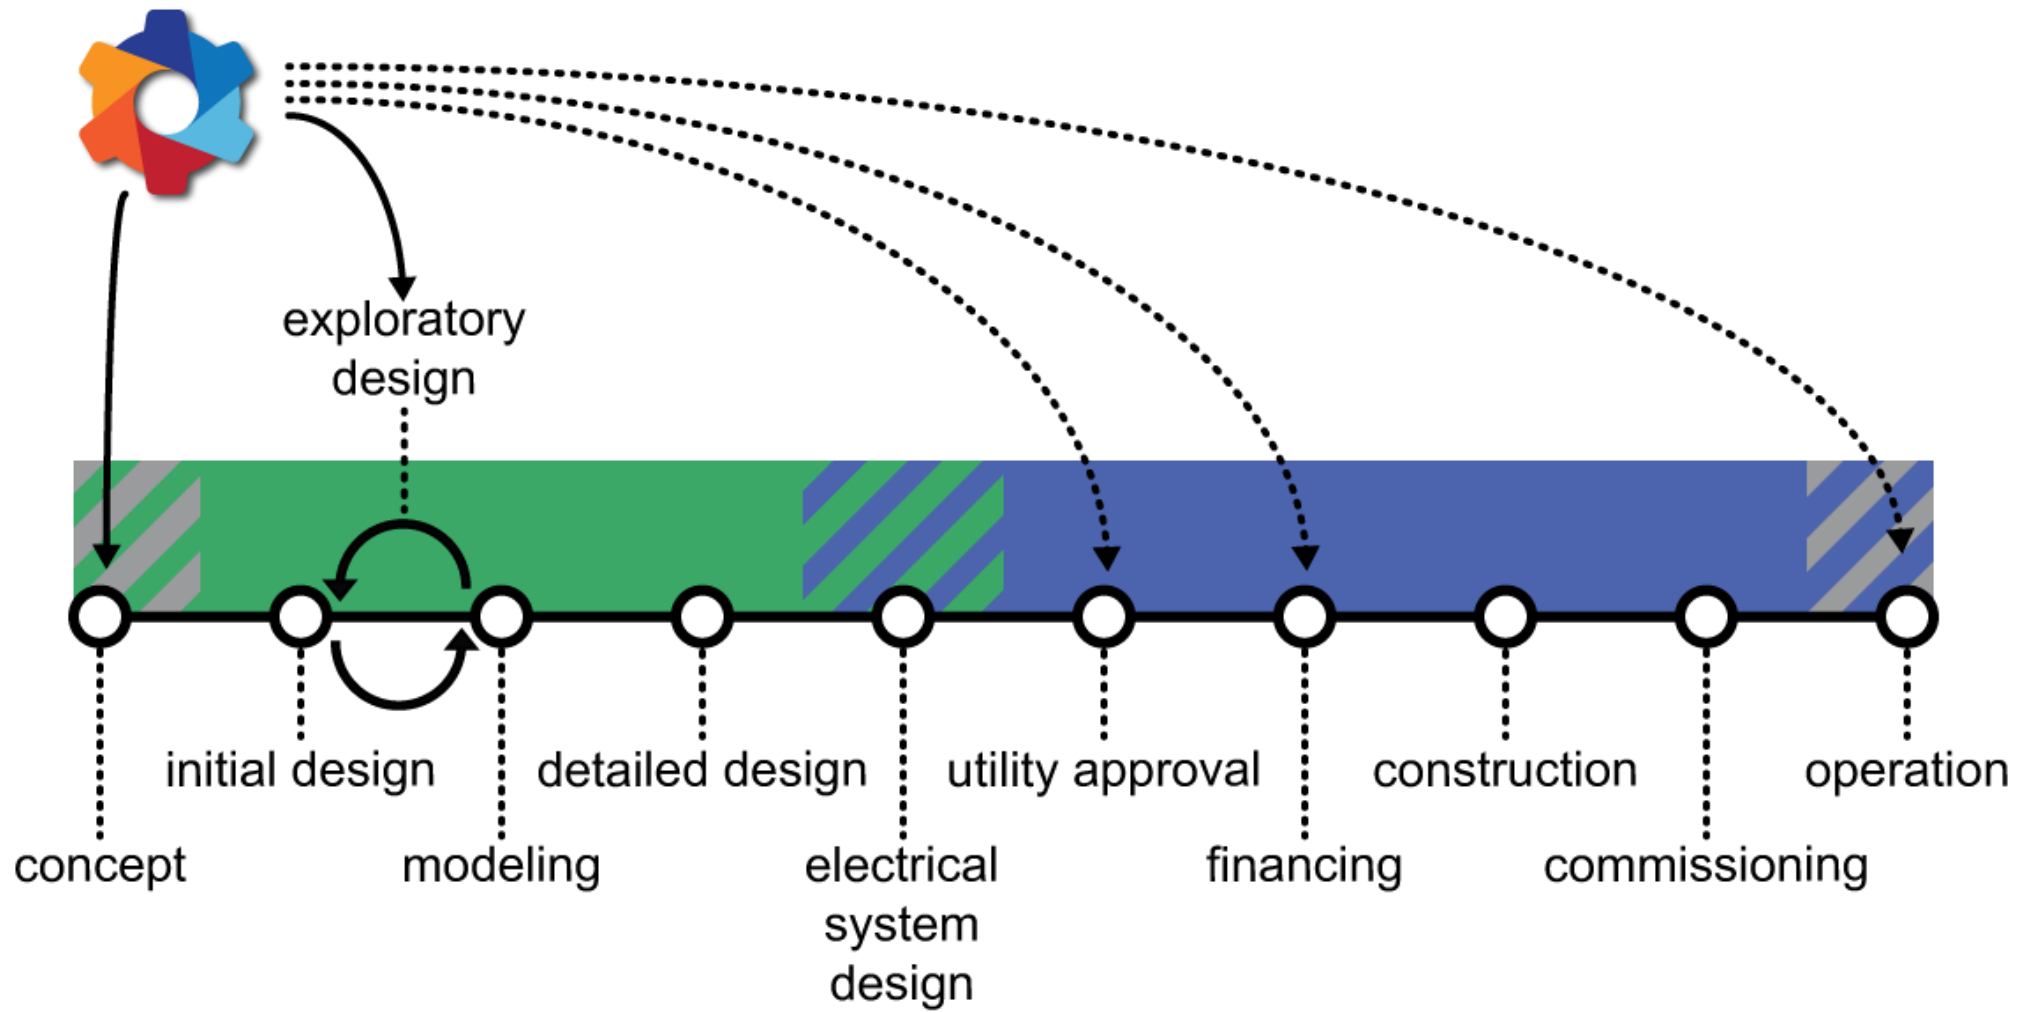 exploratory
design
initial design
detailed design
utility approval
construction
operation
concept
modeling
electrical
system
design
financing
commissioning